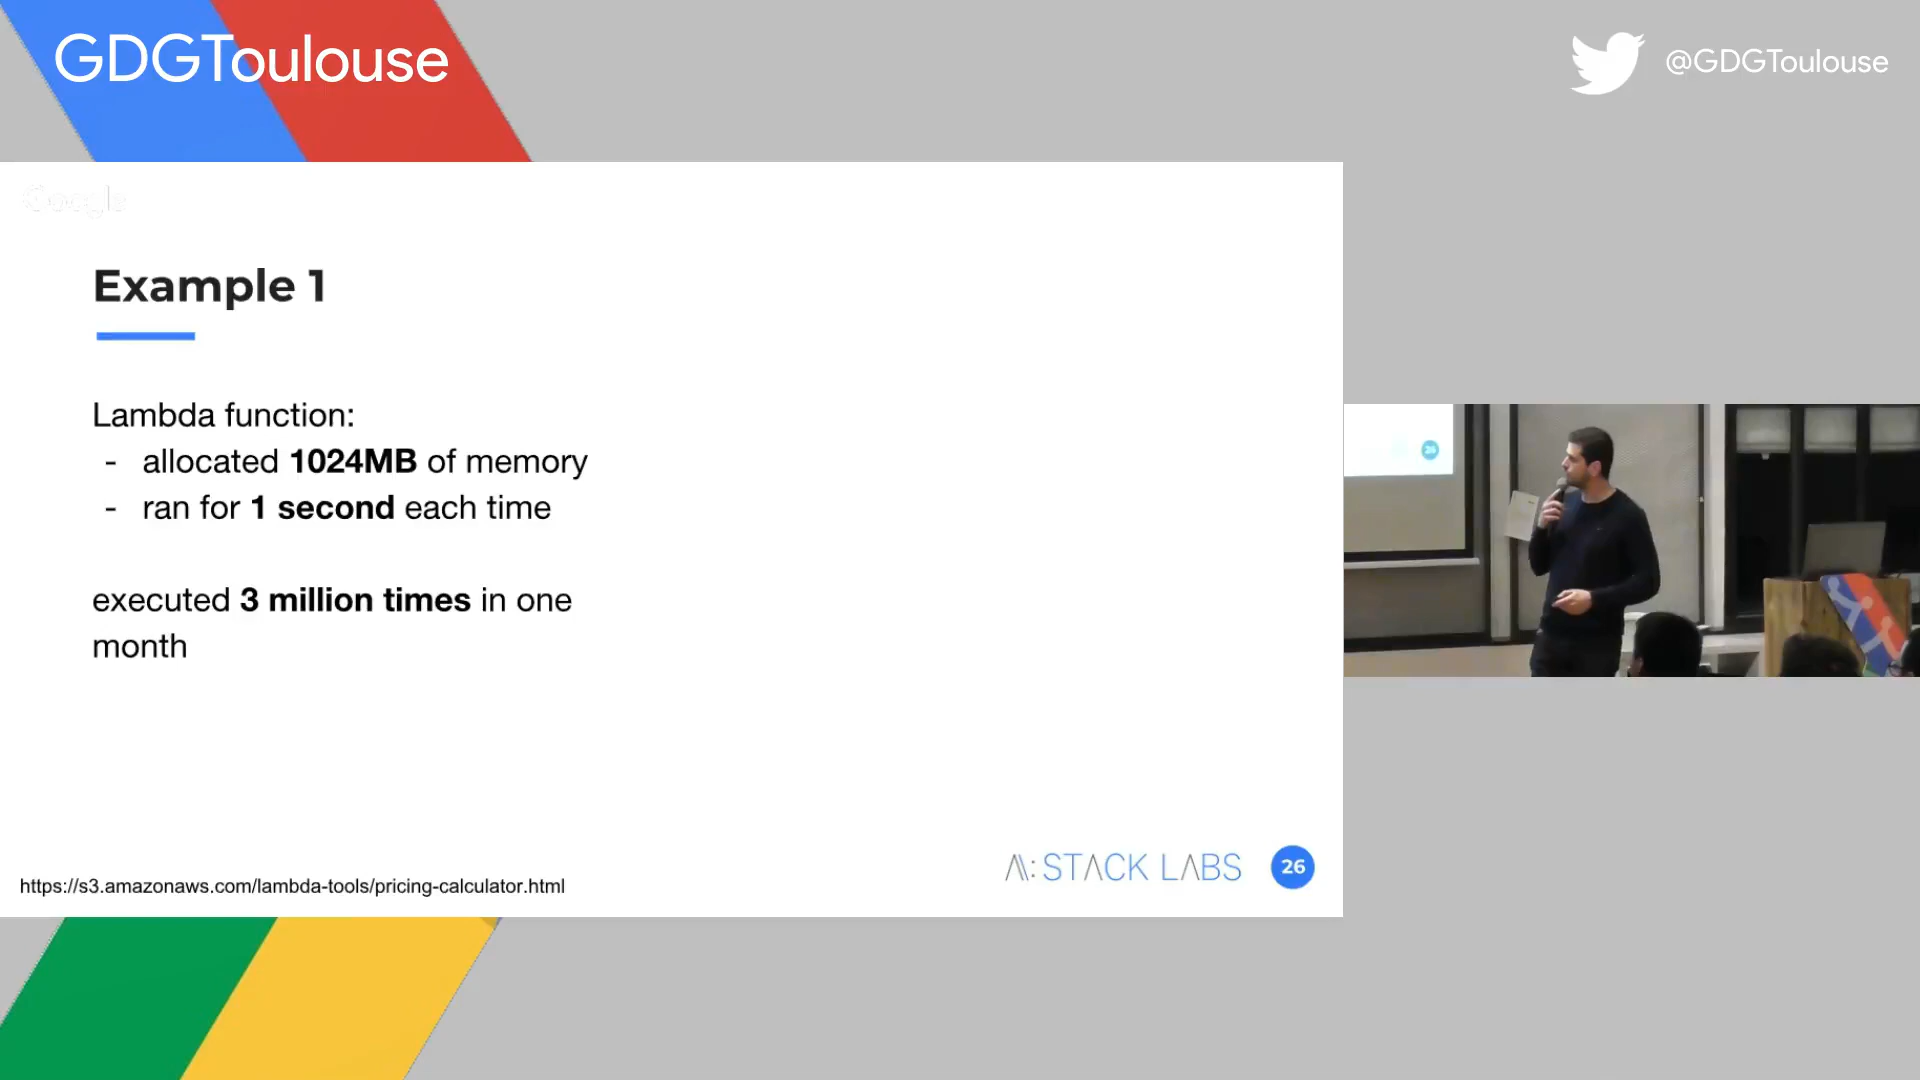 GDGToulouse
@GDGToulouse
Google
Example 1
Lambda function:
- allocated 1024MB of memory
- ran for 1 second each time
executed 3 million times in one
month
STACK LABS
26
https://s3.amazonaws.com/lambda-tools/pricing-calculator.html
26